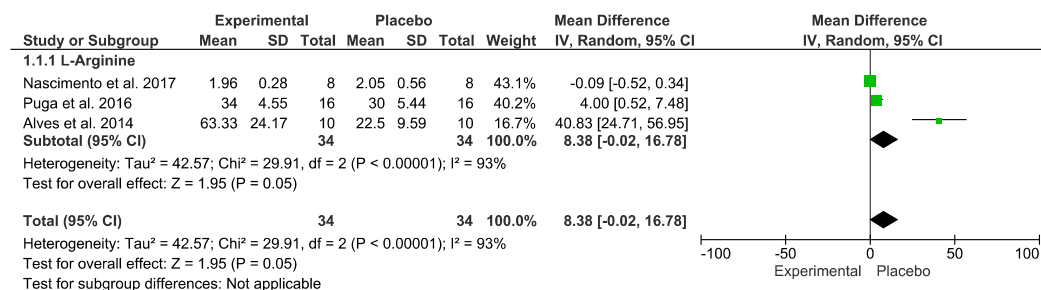 Experimental Placebo Mean Difference Mean Difference
Study or Subgroup Mean SD Total Mean SD Total Weight IV, Random, 95% CI IV, Random, 95% CI
1.1.1 L-Arginine
Nascimento et al. 2017 1.96 0.28 8 2.05 0.56 8 43.1% -0.09 [-0.52, 0.34]
Puga et al. 2016 34 4.55 16 30 5.44 16 40.2% 4.00 [0.52, 7.48]
Alves et al. 2014 63.33 24.17 10 22.5 9.59 10 16.7% 40.83 [24.71, 56.95]
Subtotal (95% CI) 34 34 100.0% 8.38 [-0.02, 16.78]
Heterogeneity: Tau² = 42.57; Chi² = 29.91, df = 2 (P < 0.00001); I² = 93%
Test for overall effect: Z = 1.95 (P = 0.05)
Total (95% CI) 34 34 100.0% 8.38 [-0.02, 16.78]
Heterogeneity: Tau² = 42.57; Chi² = 29.91, df = 2 (P < 0.00001); I² = 93%
-100 -50 0 50 100
Test for overall effect: Z = 1.95 (P = 0.05)
Experimental Placebo
Test for subgroup differences: Not applicable